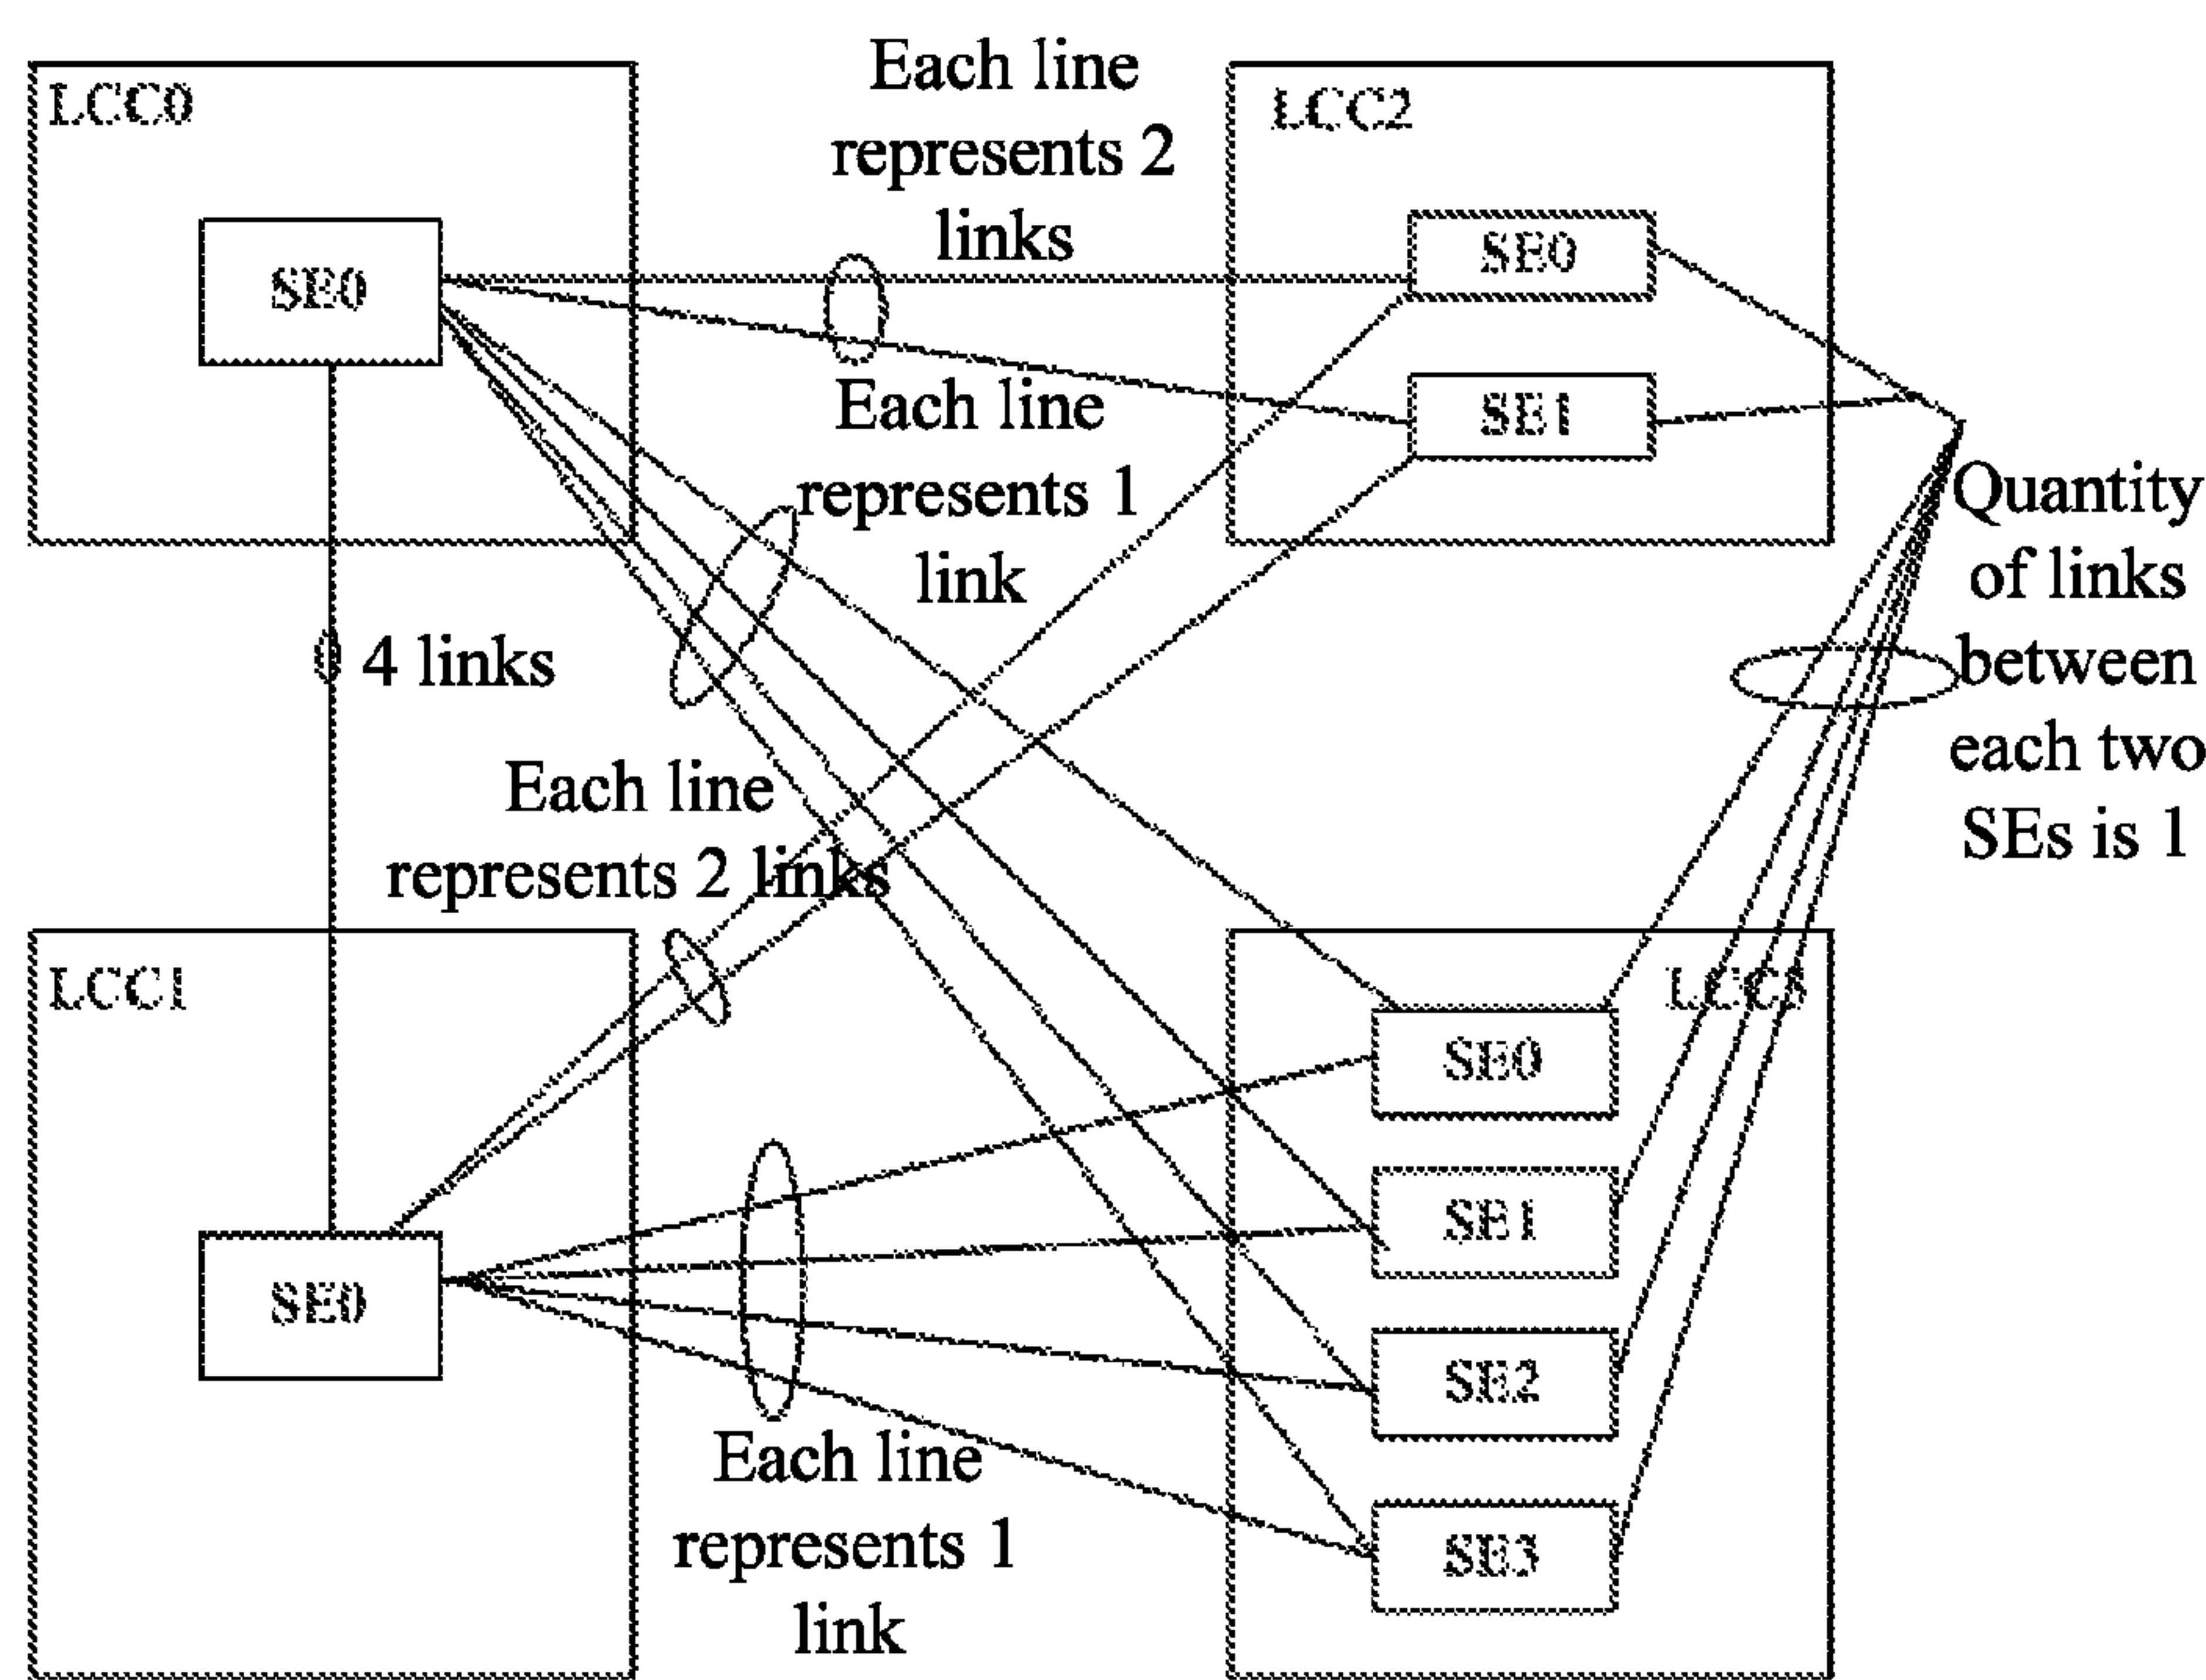 LCC0
Each line
represents 2
links
LCC2
SE0
SE0
SE1
Each line
represents 1
link
Quantity
of links
between
each two
SEs is 1
4 links
Each line
represents 2 links
LCC1
SE0
SE0
SE1
SE2
SE3
Each line
represents 1
link